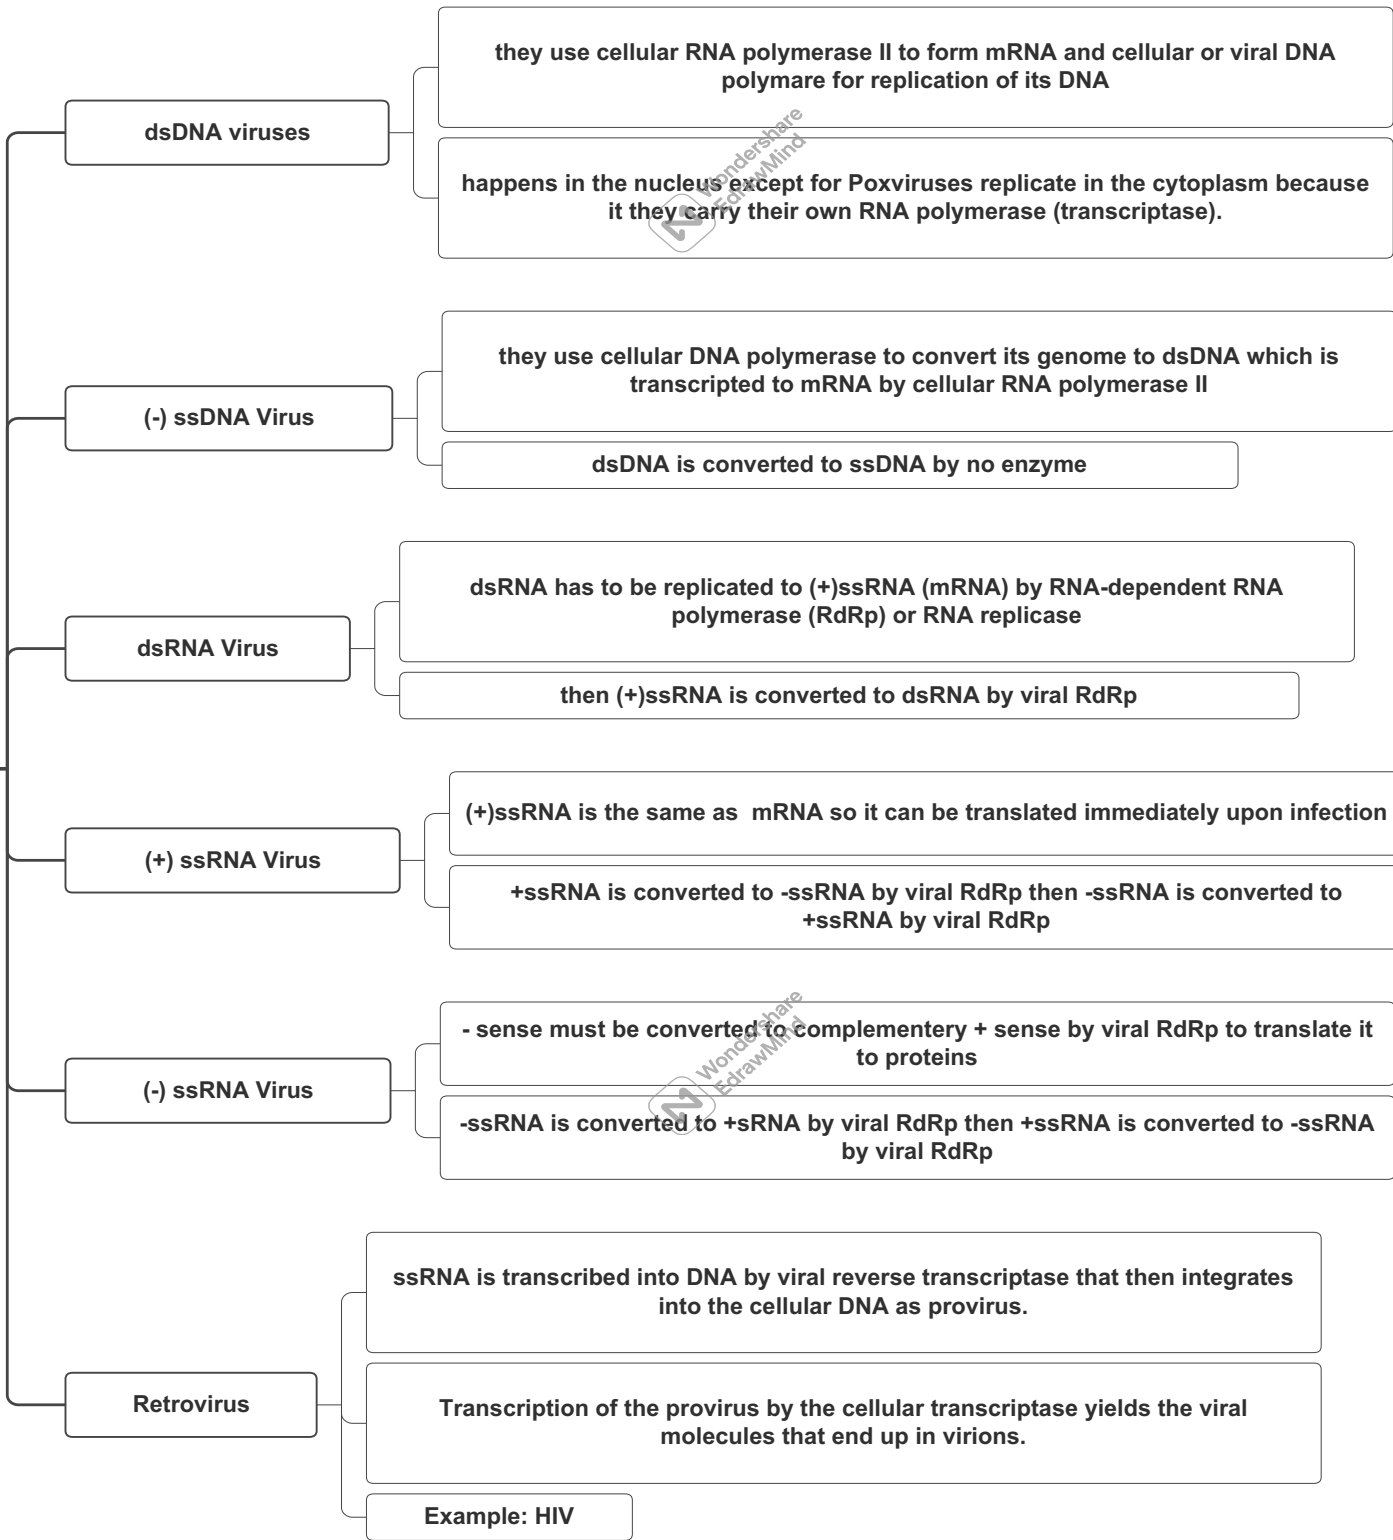 they use cellular RNA polymerase II to form mRNA and cellular or viral DNA
polymare for replication of its DNA
dsDNA viruses
happens in the nucleus except for Poxviruses replicate in the cytoplasm because
it they carry their own RNA polymerase (transcriptase).
Wondershare
EdrawMind
they use cellular DNA polymerase to convert its genome to dsDNA which is
transcripted to mRNA by cellular RNA polymerase II
(-) ssDNA Virus
dsDNA is converted to ssDNA by no enzyme
dsRNA has to be replicated to (+)ssRNA (mRNA) by RNA-dependent RNA
polymerase (RdRp) or RNA replicase
dsRNA Virus
then (+)ssRNA is converted to dsRNA by viral RdRp
(+)ssRNA is the same as mRNA so it can be translated immediately upon infection
(+) ssRNA Virus
+ssRNA is converted to -ssRNA by viral RdRp then -ssRNA is converted to
+ssRNA by viral RdRp
- sense must be converted to complementery + sense by viral RdRp to translate it
to proteins
Wondershare
EdrawMind
(-) ssRNA Virus
-ssRNA is converted to +sRNA by viral RdRp then +ssRNA is converted to -ssRNA
by viral RdRp
ssRNA is transcribed into DNA by viral reverse transcriptase that then integrates
into the cellular DNA as provirus.
Retrovirus
Transcription of the provirus by the cellular transcriptase yields the viral
molecules that end up in virions.
Example: HIV